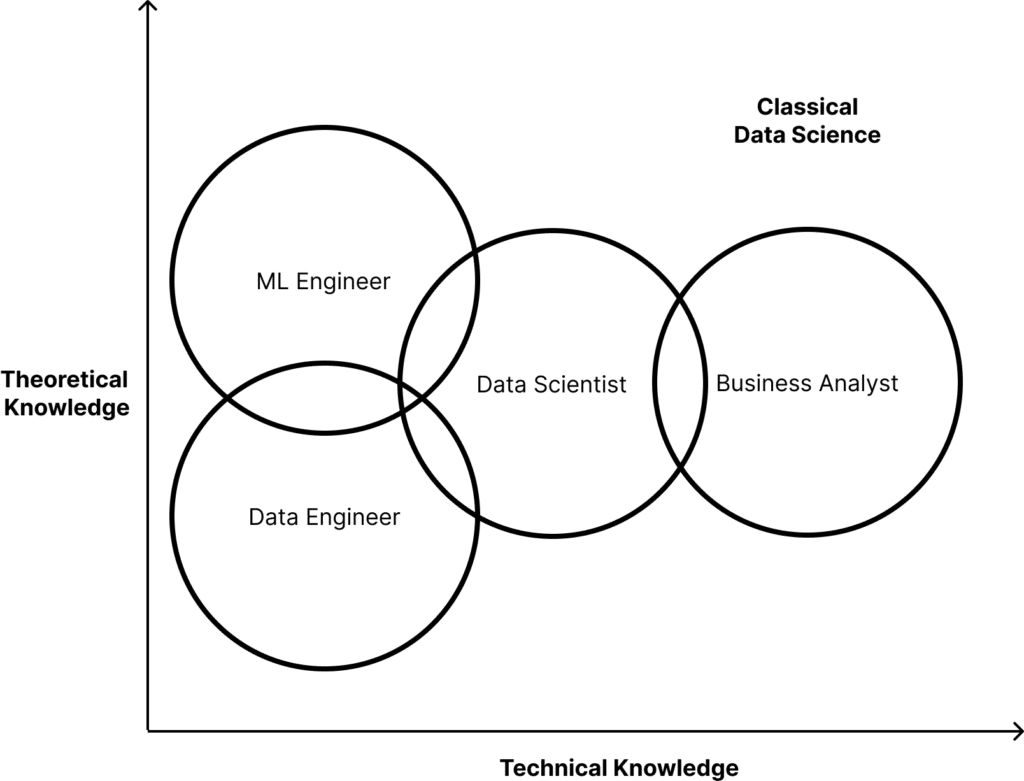 Classical
Data Science
ML Engineer
Theoretical
Knowledge
Data Scientist
Business Analyst
Data Engineer
Technical Knowledge